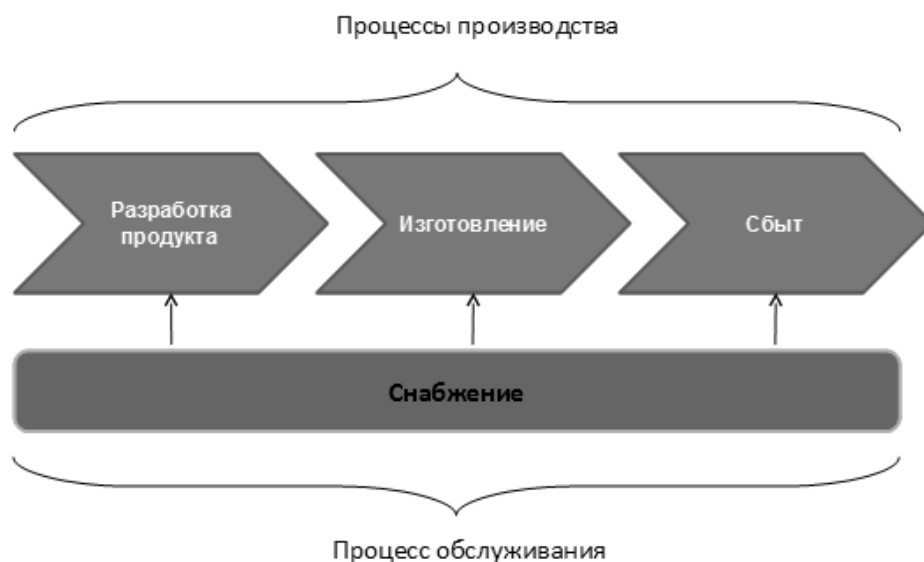 Процессы производства
Разработка
продукта
Изготовление
Сбыт
Снабжение
Процесс обслуживания